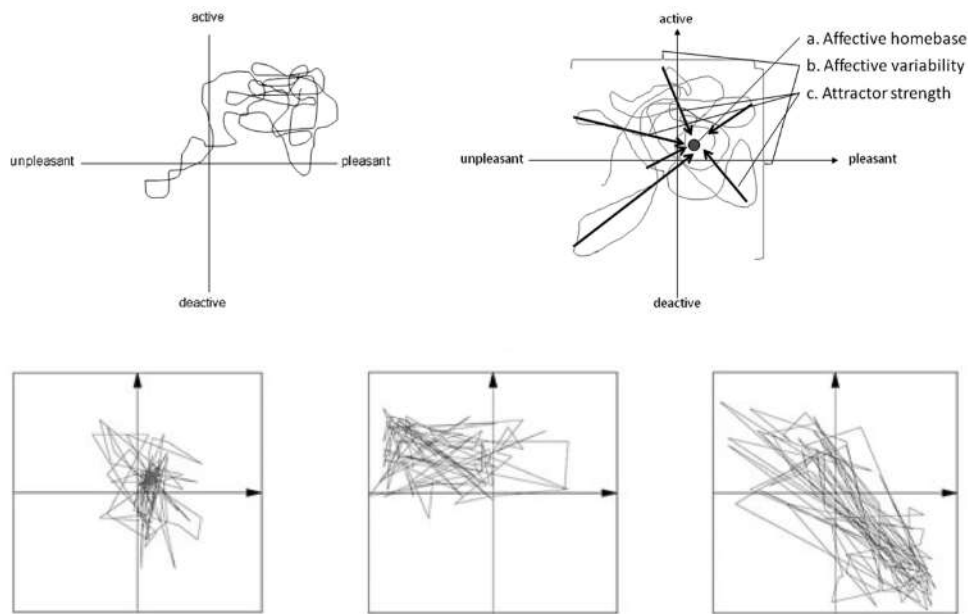 active
unpleasant
pleasant
deactive
active
a. Affective homebase
b. Affective variability
c. Attractor strength
unpleasant
pleasant
deactive